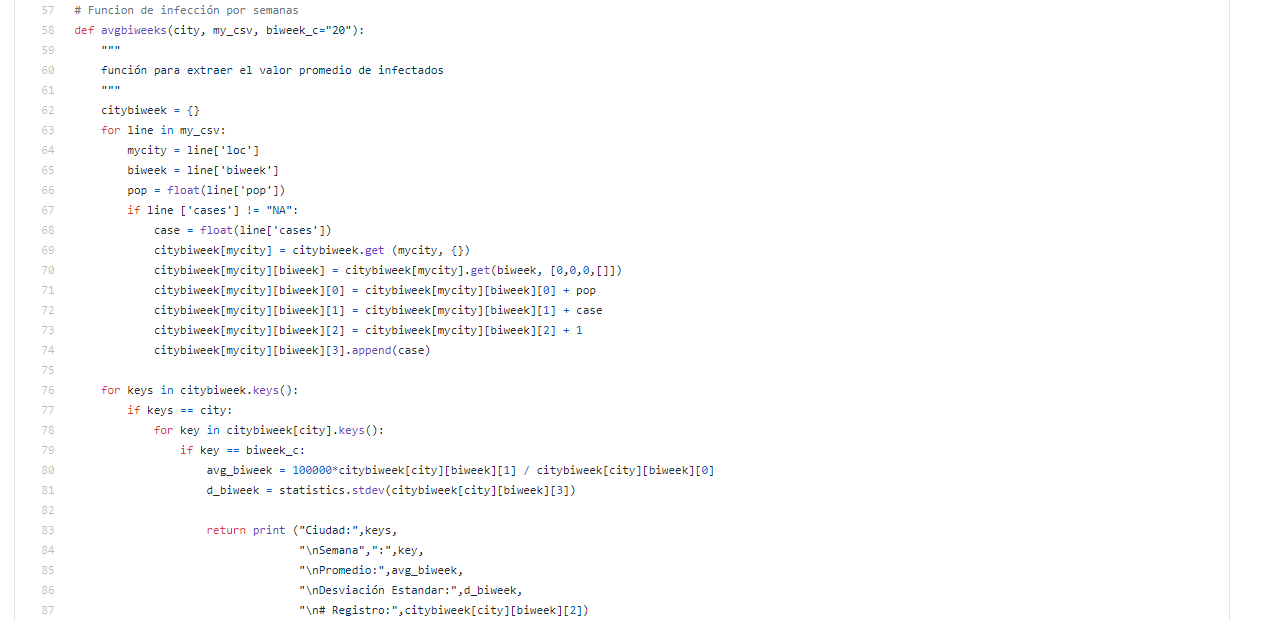 57 # Funcion de infección por semanas
58 def avgbiweeks(city, my_csv, biweek_c="20"):
59     """
60     función para extraer el valor promedio de infectados
61     """
62     citybiweek = {}
63     for line in my_csv:
64         mycity = line['loc']
65         biweek = line['biweek']
66         pop = float(line['pop'])
67         if line ['cases'] != "NA":
68             case = float(line['cases'])
69             citybiweek[mycity] = citybiweek.get (mycity, {})
70             citybiweek[mycity][biweek] = citybiweek[mycity].get(biweek, [0,0,0,[]])
71             citybiweek[mycity][biweek][0] = citybiweek[mycity][biweek][0] + pop
72             citybiweek[mycity][biweek][1] = citybiweek[mycity][biweek][1] + case
73             citybiweek[mycity][biweek][2] = citybiweek[mycity][biweek][2] + 1
74             citybiweek[mycity][biweek][3].append(case)
75
76     for keys in citybiweek.keys():
77         if keys == city:
78             for key in citybiweek[city].keys():
79                 if key == biweek_c:
80                     avg_biweek = 100000*citybiweek[city][biweek][1] / citybiweek[city][biweek][0]
81                     d_biweek = statistics.stdev(citybiweek[city][biweek][3])
82
83                     return print ("Ciudad:",keys,
84                                   "\nSemana",":",key,
85                                   "\nPromedio:",avg_biweek,
86                                   "\nDesviación Estandar:",d_biweek,
87                                   "\n# Registro:",citybiweek[city][biweek][2])